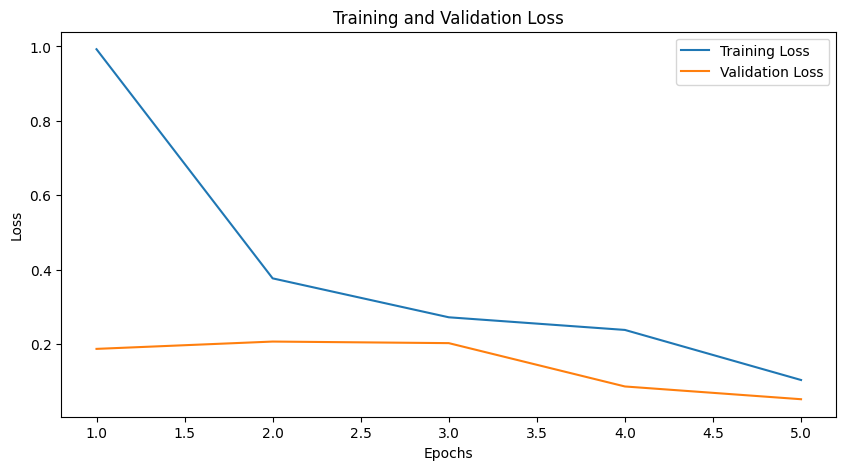 Training and Validation Loss
Training Loss
Validation Loss
Loss
1.0
0.8
0.6
0.4
0.2
1.0 1.5 2.0 2.5 3.0 3.5 4.0 4.5 5.0
Epochs